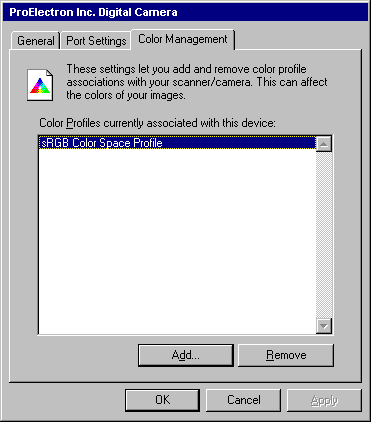 ProElectron Inc. Digital Camera
General Port Settings Color Management
These settings let you add and remove color profile
associations with your scanner/camera. This can affect
the colors of your images.
Color Profiles currently associated with this device:
sRGB Color Space Profile
Add... Remove
OK Cancel Apply